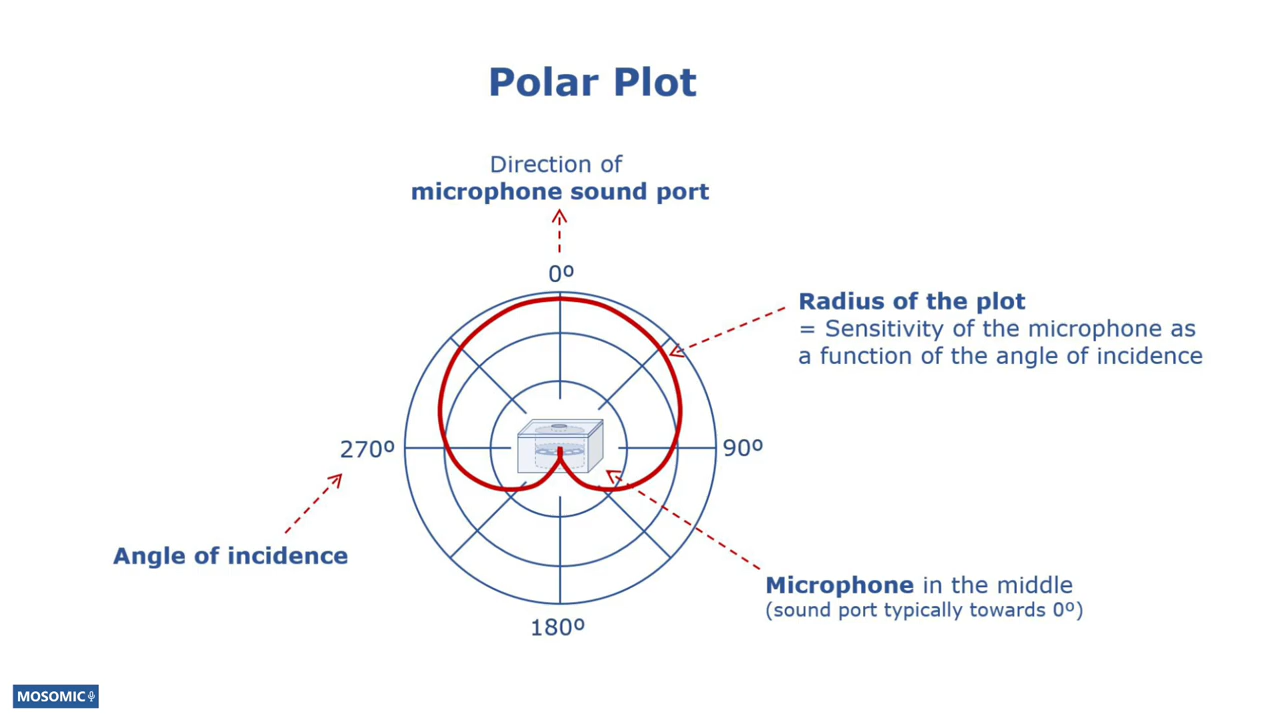 Polar Plot
Direction of
microphone sound port
0º
Radius of the plot
= Sensitivity of the microphone as
a function of the angle of incidence
270º
90º
Angle of incidence
Microphone in the middle
(sound port typically towards 0º)
180º
MOSOMIC